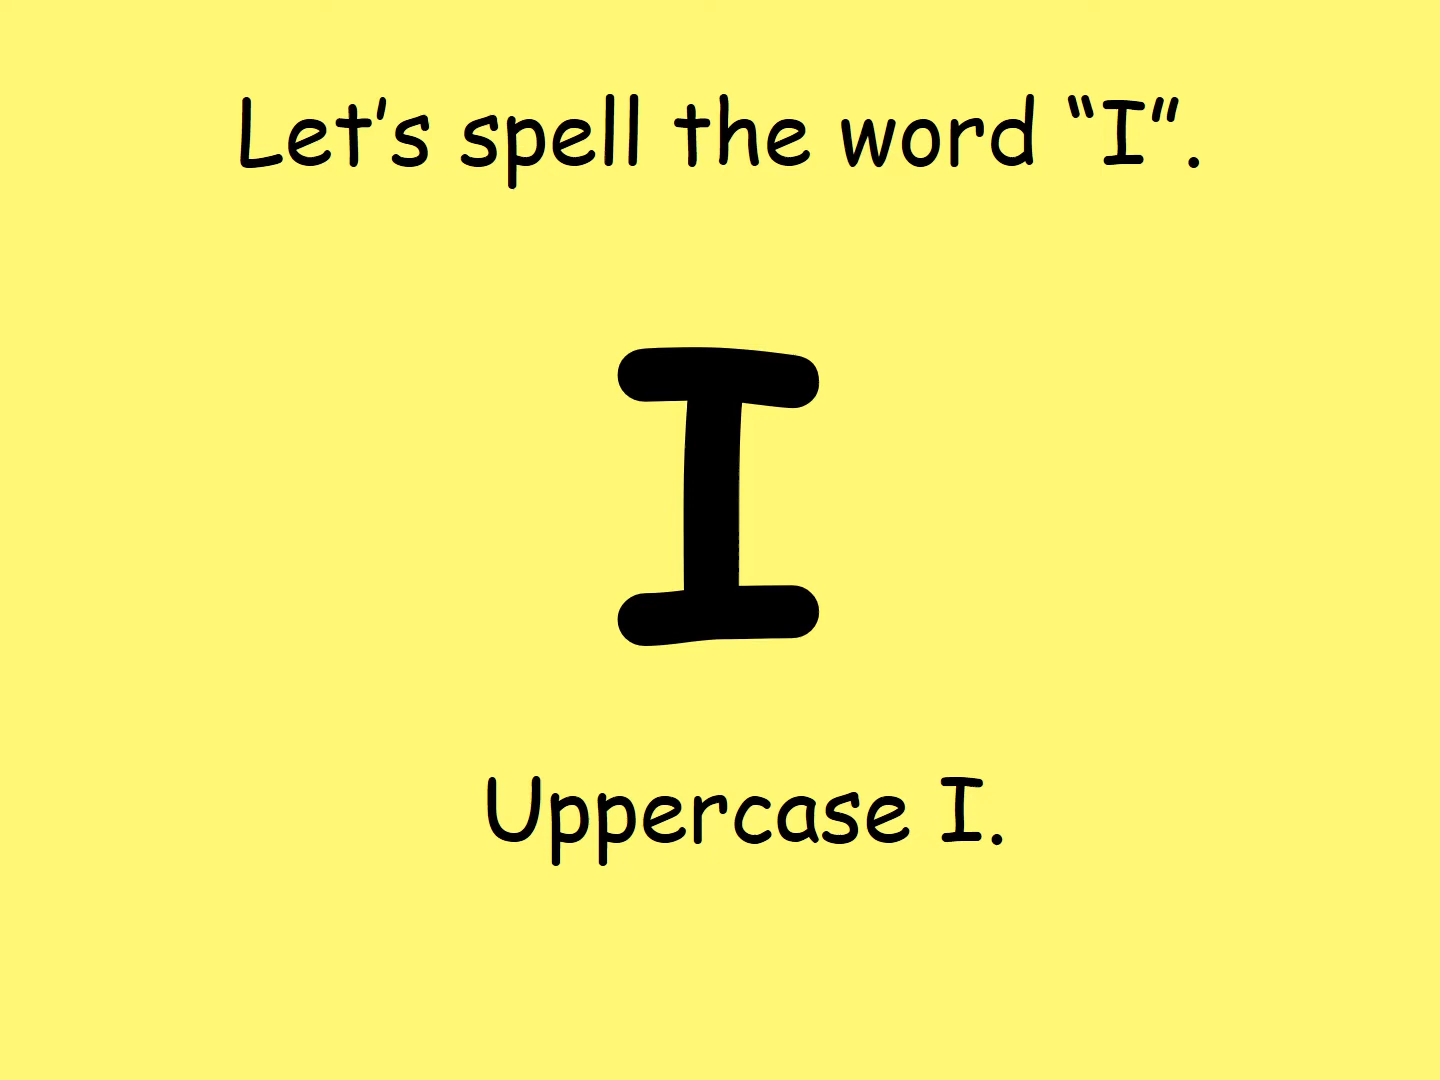 Let’s spell the word “I”.
I
Uppercase I.